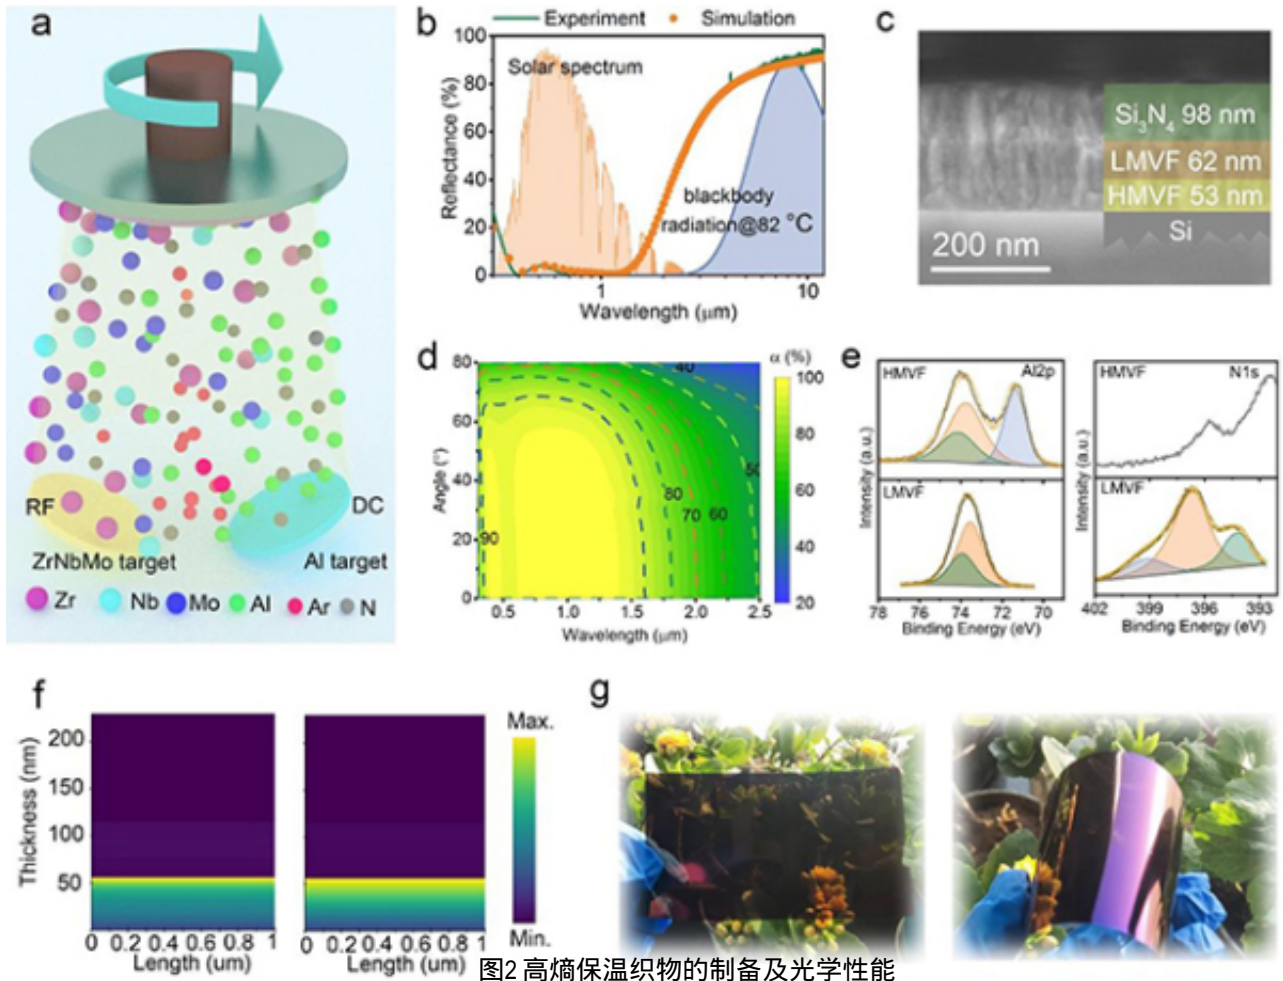 a
RF
DC
ZrNbMo target
Al target
Zr
Nb
Mo
Al
Ar
N
b
Experiment
Simulation
Solar spectrum
blackbody
radiation@82 °C
Reflectance (%)
100
80
60
40
20
0
1
10
Wavelength (μm)
c
Si3N4 98 nm
LMVF 62 nm
HMVF 53 nm
Si
200 nm
d
α (%)
Angle (°)
80
60
40
20
0
40
50
60
70
80
90
0.5
1.0
1.5
2.0
2.5
Wavelength (μm)
100
80
60
40
20
e
HMVF
Al2p
LMVF
Intensity (a.u.)
78
76
74
72
70
Binding Energy (eV)
HMVF
N1s
LMVF
Intensity (a.u.)
402
399
396
393
Binding Energy (eV)
f
Thickness (nm)
200
150
100
50
0 0.2 0.4 0.6 0.8 1
Length (um)
0 0.2 0.4 0.6 0.8 1
Length (um)
Max.
Min.
g
图2 高熵保温织物的制备及光学性能